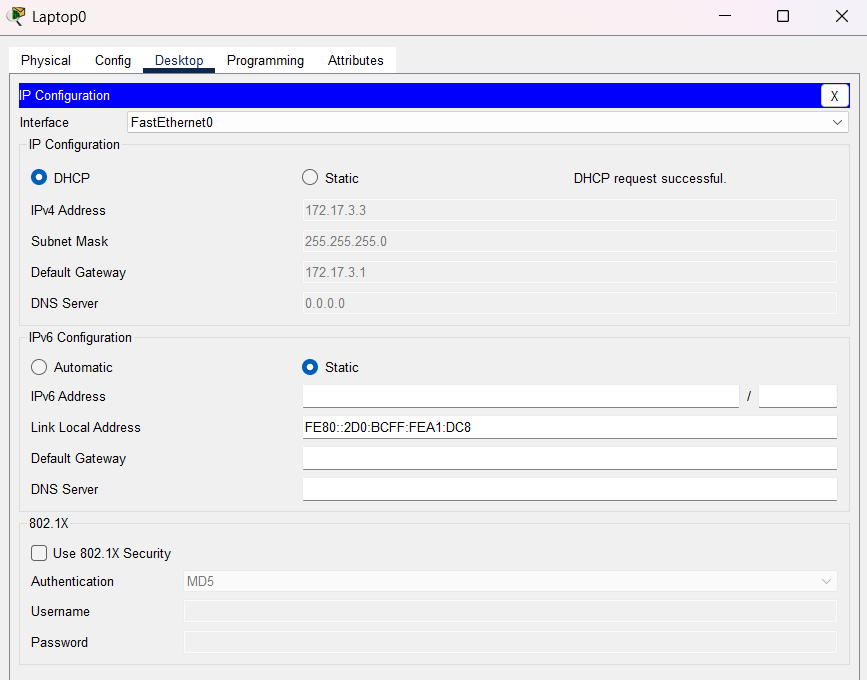 Laptop0
Physical Config Desktop Programming Attributes
IP Configuration X
Interface FastEthernet0
IP Configuration
DHCP Static DHCP request successful.
IPv4 Address 172.17.3.3
Subnet Mask 255.255.255.0
Default Gateway 172.17.3.1
DNS Server 0.0.0.0
IPv6 Configuration
Automatic Static
IPv6 Address /
Link Local Address FE80::2D0:BCFF:FEA1:DC8
Default Gateway
DNS Server
802.1X
Use 802.1X Security
Authentication MD5
Username
Password